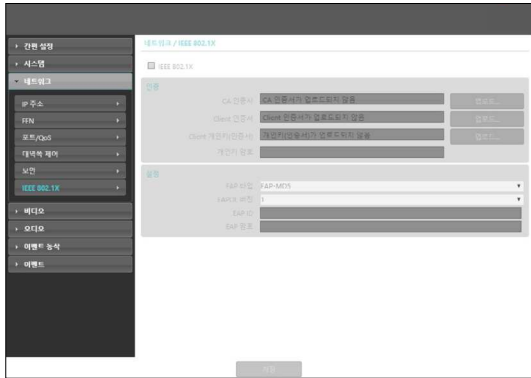 네트워크 / IEEE 802.1X
간편 설정
시스템
네트워크
IP 주소
FEN
포트/QoS
대역폭 제어
보안
IEEE 802.1X
비디오
오디오
이벤트 동작
이벤트
IEEE 802.1X
인증
CA 인증서 CA 인증서가 업로드되지 않음 업로드...
Client 인증서 Client 인증서가 업로드되지 않음 업로드...
Client 개인키(인증서) 개인키(인증서)가 업로드되지 않음 업로드...
개인키 암호
설정
EAP 타입 EAP-MD5
EAPOL 버전 1
EAP ID
EAP 암호
저장